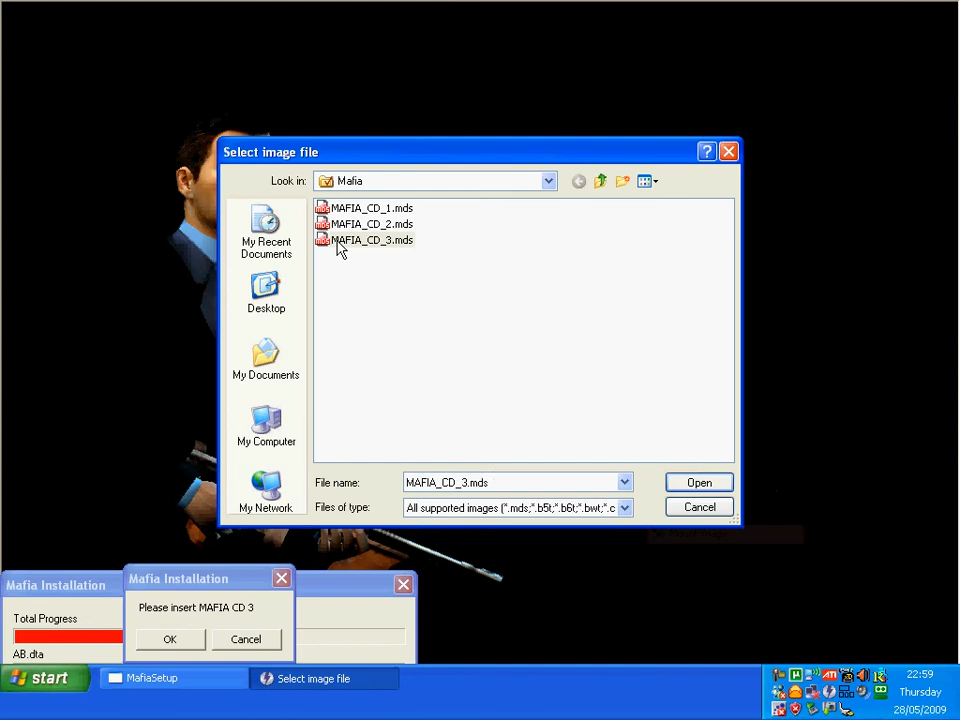 Select image file
Look in: Mafia
MAFIA_CD_1.mds
MAFIA_CD_2.mds
MAFIA_CD_3.mds
My Recent
Documents
Desktop
My Documents
My Computer
My Network
File name: MAFIA_CD_3.mds Open
Files of type: All supported images (*.mds;*.b5t;*.b6t;*.bwt;*.c Cancel
Mafia Installation
Mafia Installation
Please insert MAFIA CD 3
Total Progress
OK Cancel
AB.dta
start MafiaSetup Select image file
22:59
Thursday
28/05/2009